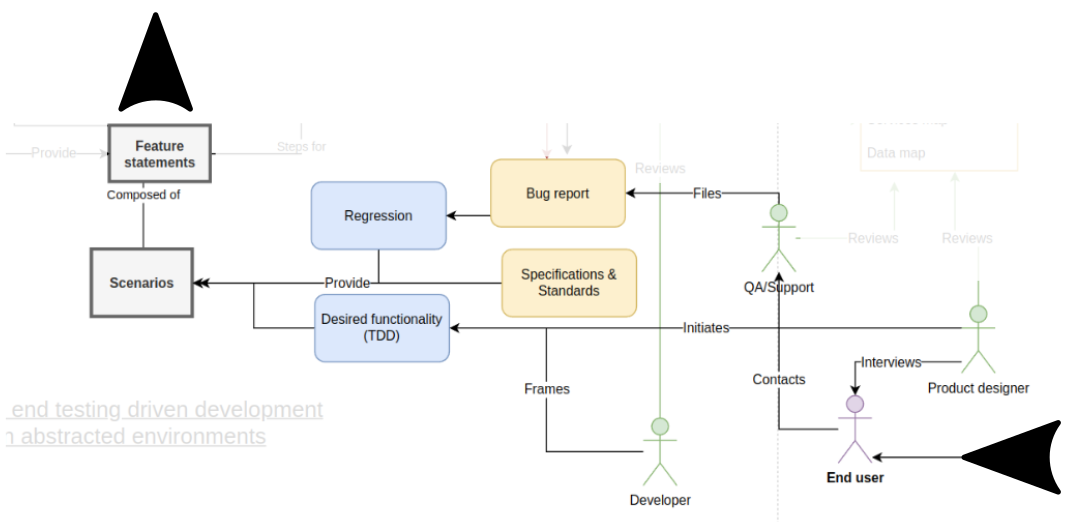 Data map
Provide
Feature
statements
Steps for
Composed of
Reviews
Bug report
Files
Regression
Reviews
Reviews
Scenarios
Provide
Specifications &
Standards
QA/Support
Desired functionality
(TDD)
Initiates
Interviews
Frames
Contacts
Product designer
end testing driven development
abstracted environments
End user
Developer